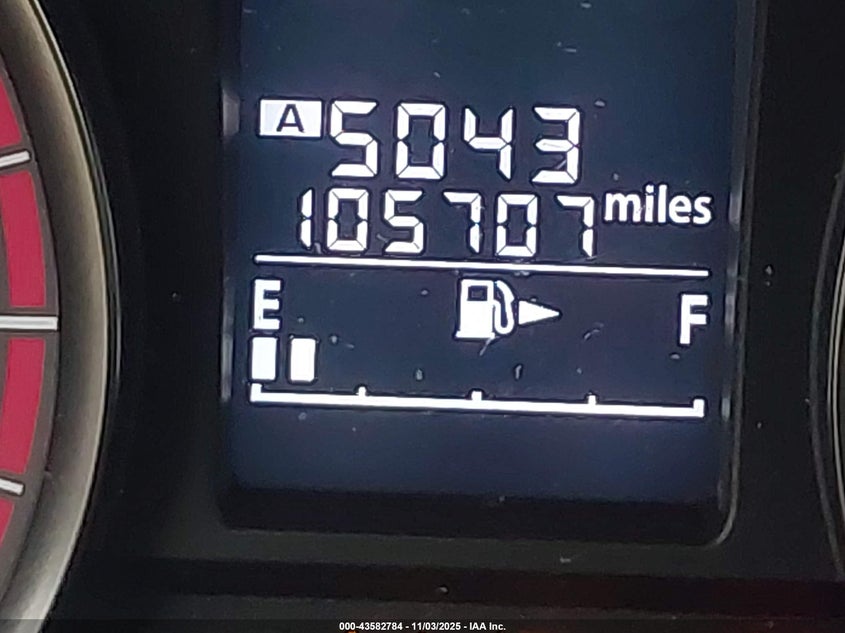 A 5043
105707 miles
E F
000-43582784 - 11/03/2025 - IAA Inc.